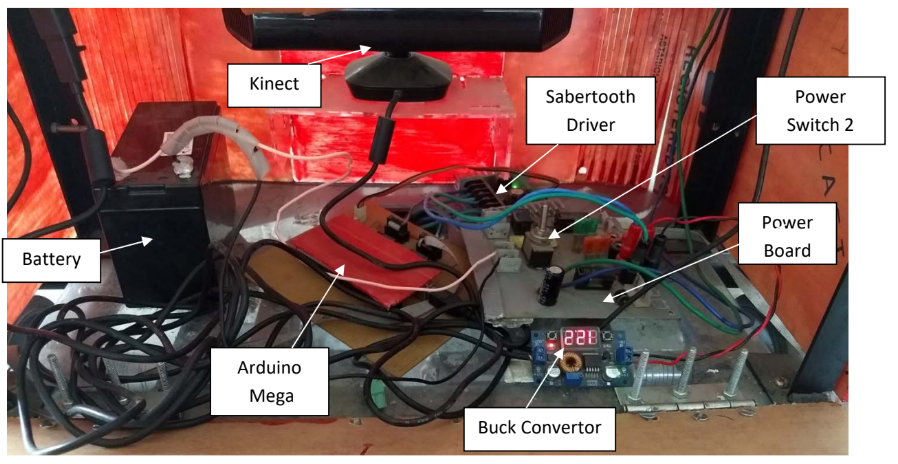 Kinect
Sabertooth
Driver
Power
Switch 2
Battery
Power
Board
Arduino
Mega
Buck Convertor
221